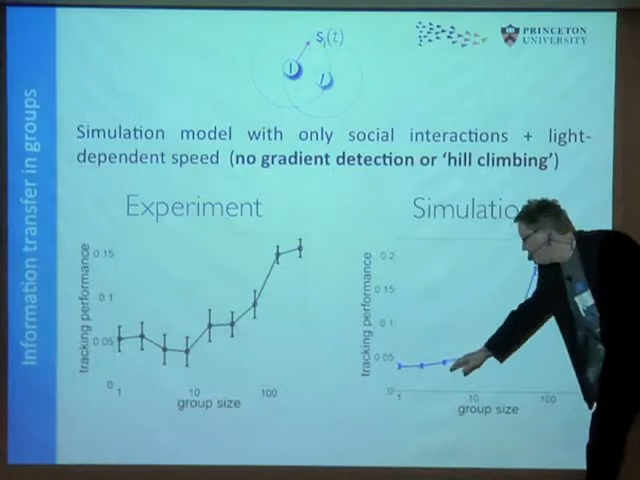 Information transfer in groups
sᵢ(t)
PRINCETON
UNIVERSITY
Simulation model with only social interactions + light-
dependent speed (no gradient detection or 'hill climbing')
Experiment
tracking performance
0.15
0.1
0.05
0
1
10
100
group size
Simulatio
tracking performance
0.2
0.15
0.1
0.05
0
1
10
100
group size